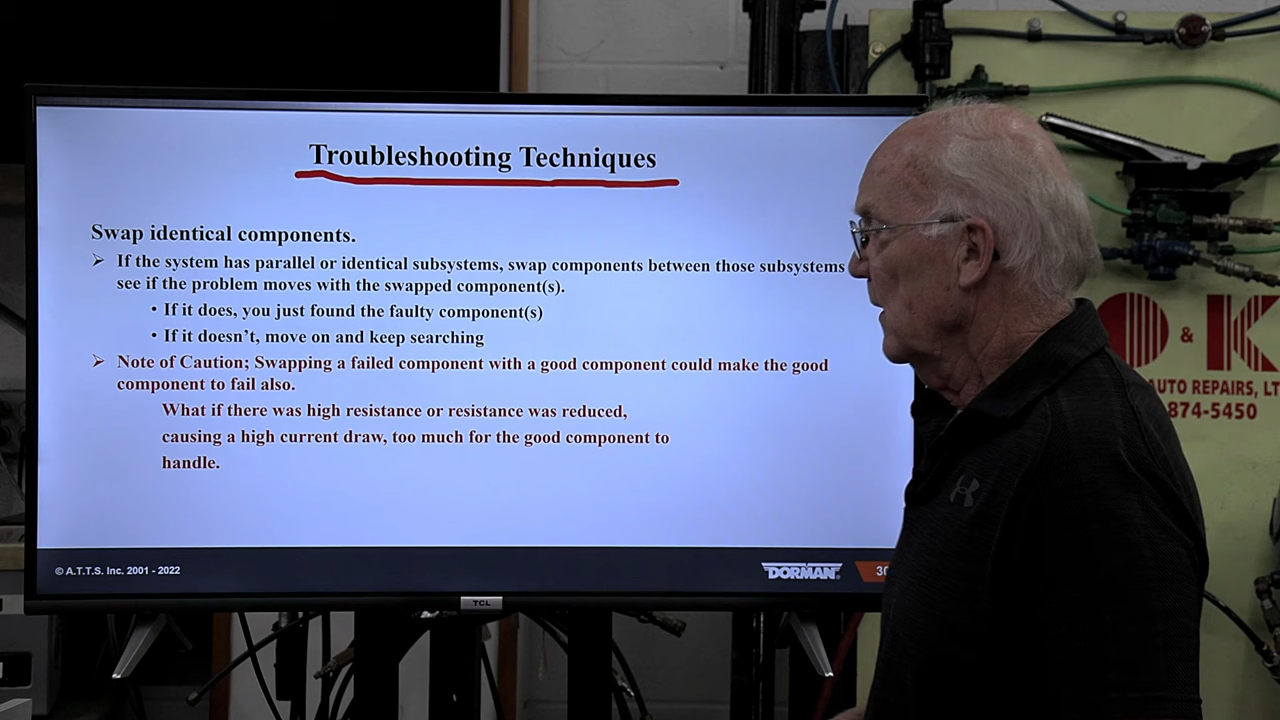 Troubleshooting Techniques
Swap identical components.
➢ If the system has parallel or identical subsystems, swap components between those subsystems
see if the problem moves with the swapped component(s).
• If it does, you just found the faulty component(s)
• If it doesn't, move on and keep searching
➢ Note of Caution; Swapping a failed component with a good component could make the good
component to fail also.
What if there was high resistance or resistance was reduced,
causing a high current draw, too much for the good component to
handle.
© A.T.T.S. Inc. 2001 - 2022
DORMAN
30
TCL
O & K
AUTO REPAIRS, LT
874-5450